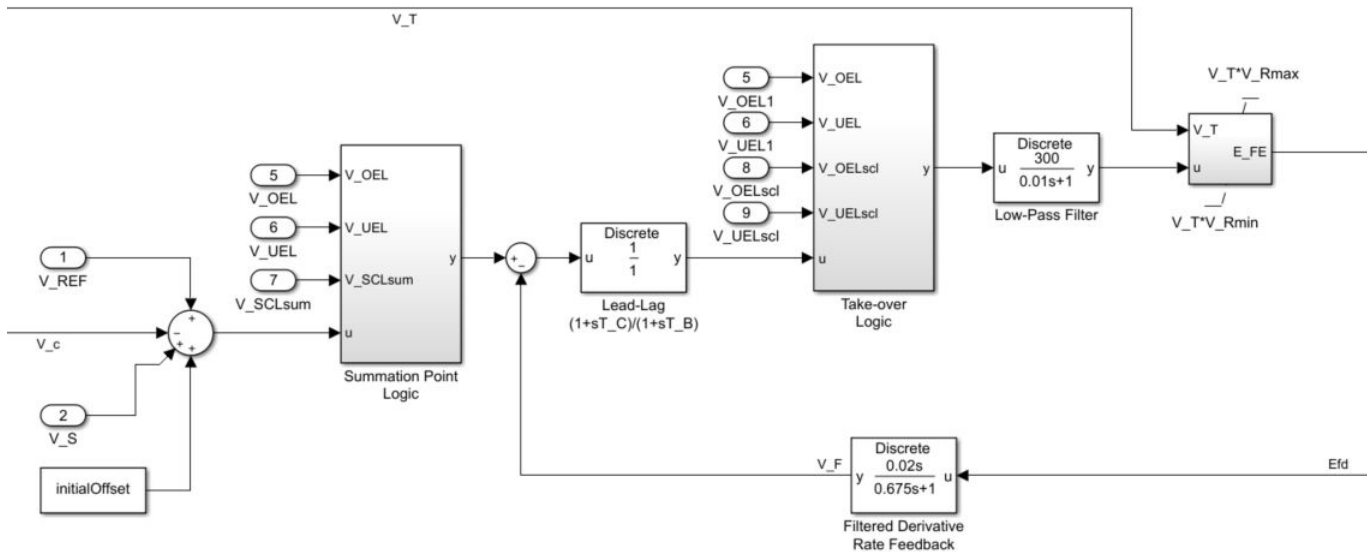 V_T
5
V_OEL1
6
V_UEL1
8
V_OELscl
9
V_UELscl
V_OEL
V_UEL
V_OELscl
V_UELscl
u
y
Take-over
Logic
Discrete
u
300
0.01s+1
y
Low-Pass Filter
V_T*V_Rmax
V_T
u
E_FE
V_T*V_Rmin
5
V_OEL
6
V_UEL
7
V_SCLsum
V_OEL
V_UEL
V_SCLsum
u
y
Summation Point
Logic
1
V_REF
V_c
2
V_S
initialOffset
+
−
+
+
+
−
Discrete
u
1
1
y
Lead-Lag
(1+sT_C)/(1+sT_B)
V_F
Discrete
y
0.02s
0.675s+1
u
Filtered Derivative
Rate Feedback
Efd